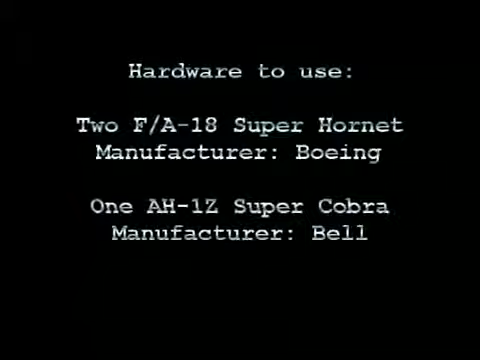 Hardware to use:
Two F/A-18 Super Hornet
Manufacturer: Boeing
One AH-1Z Super Cobra
Manufacturer: Bell